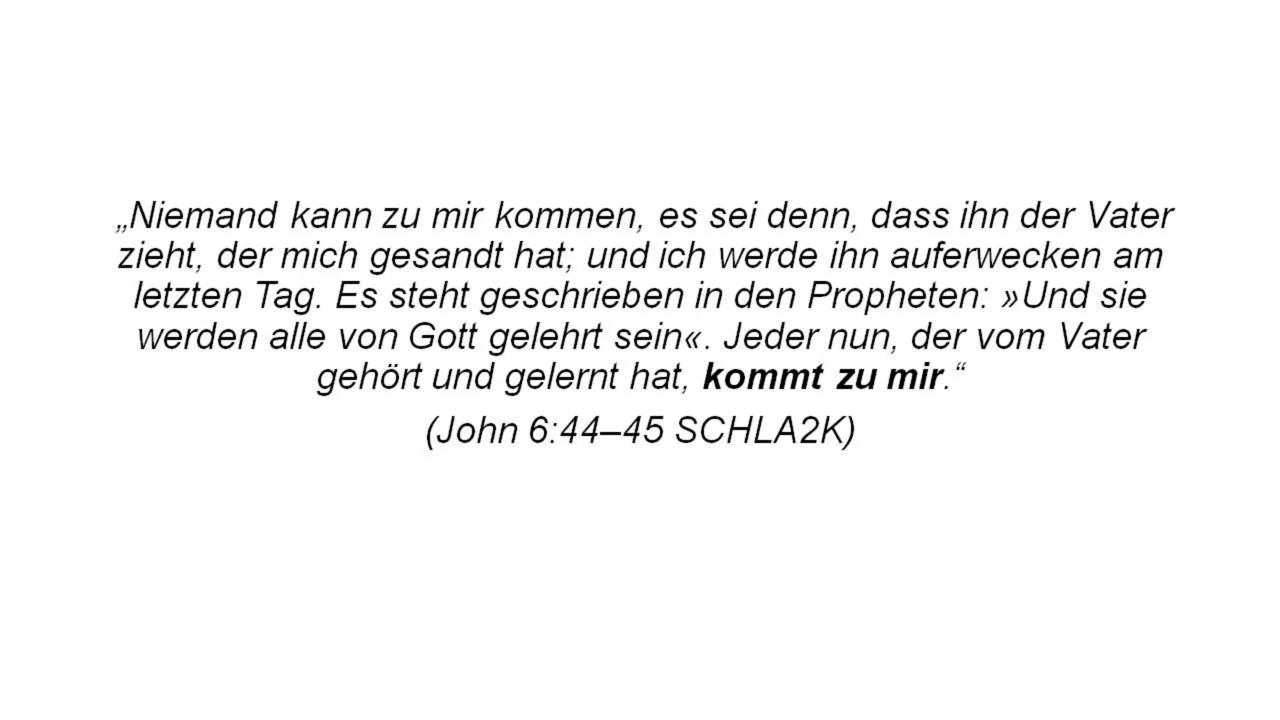 „Niemand kann zu mir kommen, es sei denn, dass ihn der Vater
zieht, der mich gesandt hat; und ich werde ihn auferwecken am
letzten Tag. Es steht geschrieben in den Propheten: »Und sie
werden alle von Gott gelehrt sein«. Jeder nun, der vom Vater
gehört und gelernt hat, kommt zu mir.“
(John 6:44–45 SCHLA2K)